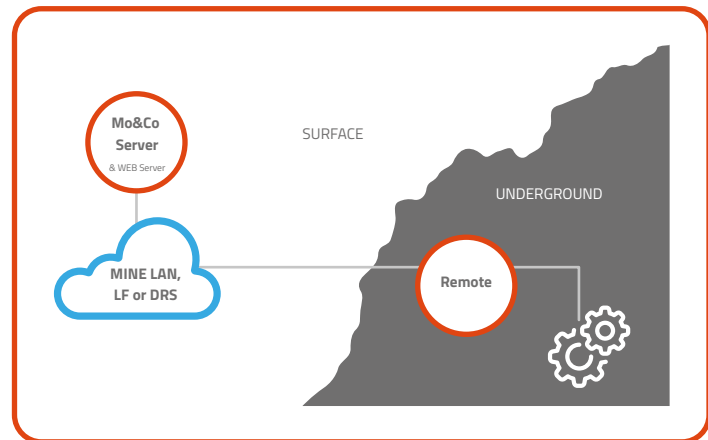 Mo&Co
Server
& WEB Server
SURFACE
UNDERGROUND
MINE LAN,
LF or DRS
Remote